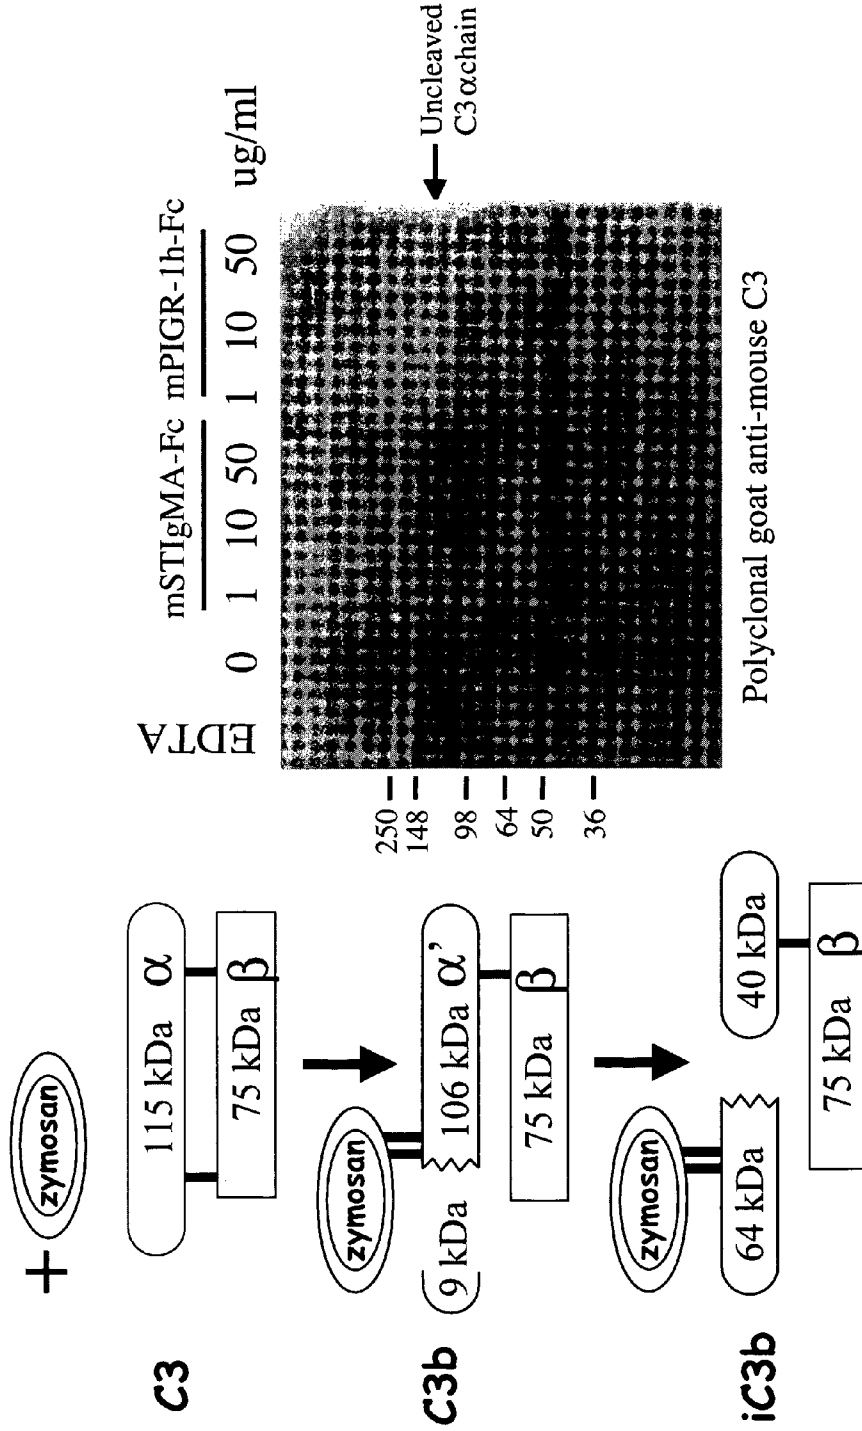 + zymosan
C3
115 kDa α
75 kDa β
C3b
zymosan
9 kDa
106 kDa α'
75 kDa β
iC3b
zymosan
64 kDa
40 kDa
75 kDa β
mSTIgMA-Fc mPIGR-1h-Fc
EDTA 0 1 10 50 1 10 50 ug/ml
250
148
98
64
50
36
Uncleaved
C3 α chain
Polyclonal goat anti-mouse C3